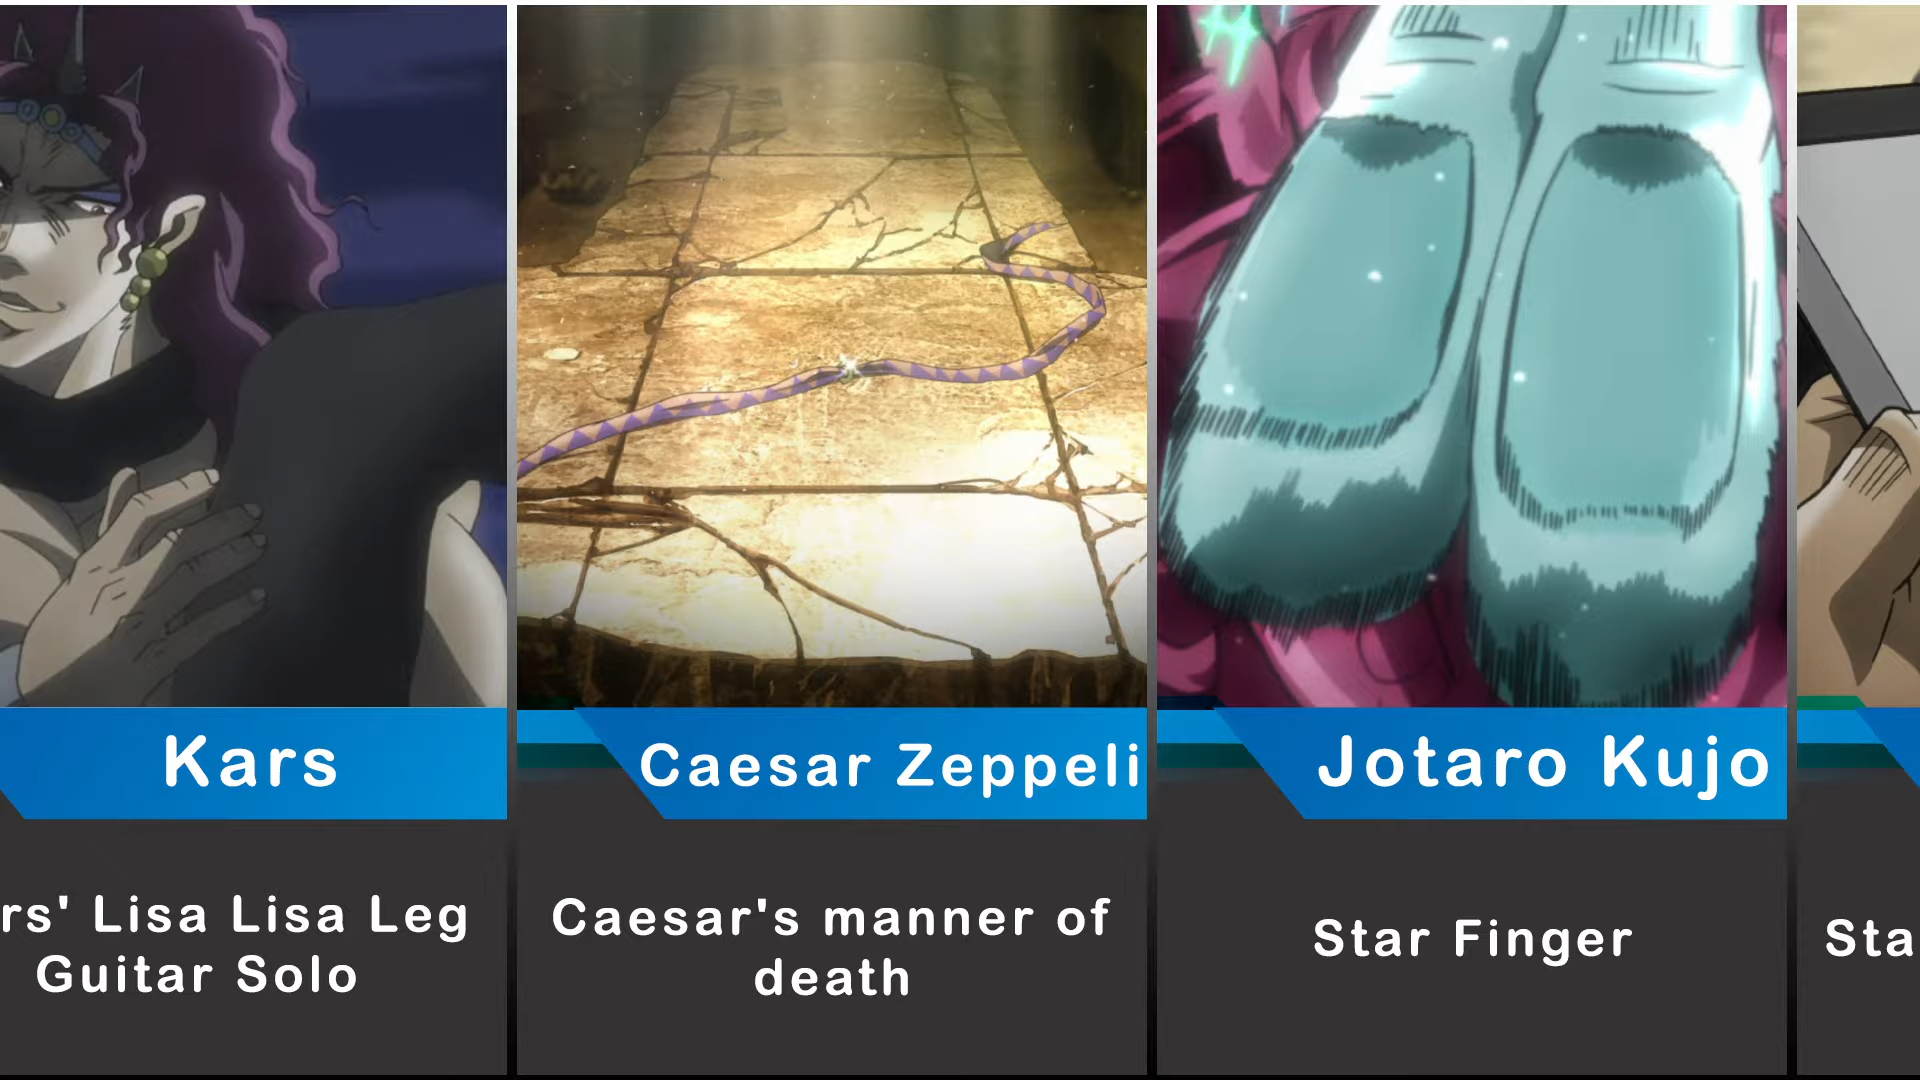 Kars
rs' Lisa Lisa Leg
Guitar Solo
Caesar Zeppeli
Caesar's manner of
death
Jotaro Kujo
Star Finger
Sta